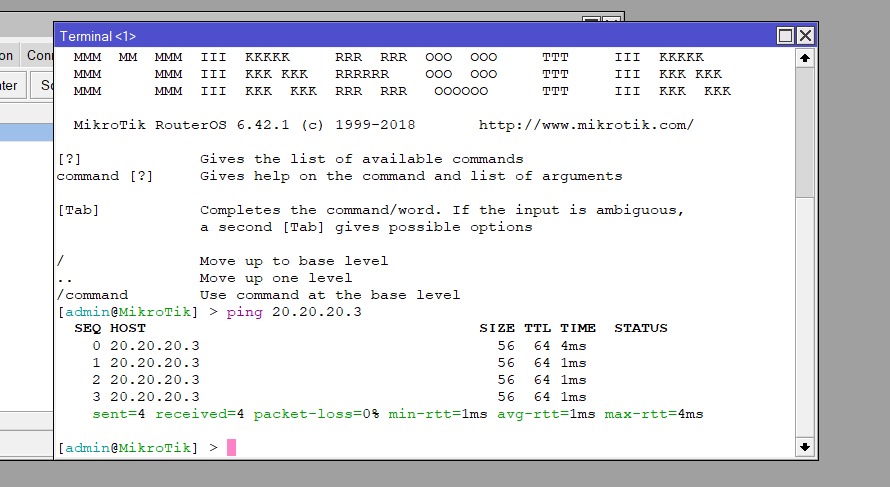 Terminal <1>
on Conn
MMM MM MMM III KKKKK RRR RRR OOO OOO TTT III KKKKK
MMM MMM III KKK KKK RRRRRR OOO OOO TTT III KKK KKK
MMM MMM III KKK KKK RRR RRR OOOOOO TTT III KKK KKK
ter
MikroTik RouterOS 6.42.1 (c) 1999-2018 http://www.mikrotik.com/
[?] Gives the list of available commands
command [?] Gives help on the command and list of arguments
[Tab] Completes the command/word. If the input is ambiguous,
a second [Tab] gives possible options
/ Move up to base level
.. Move up one level
/command Use command at the base level
[admin@MikroTik] > ping 20.20.20.3
SEQ HOST SIZE TTL TIME STATUS
0 20.20.20.3 56 64 4ms
1 20.20.20.3 56 64 1ms
2 20.20.20.3 56 64 1ms
3 20.20.20.3 56 64 1ms
sent=4 received=4 packet-loss=0% min-rtt=1ms avg-rtt=1ms max-rtt=4ms
[admin@MikroTik] >